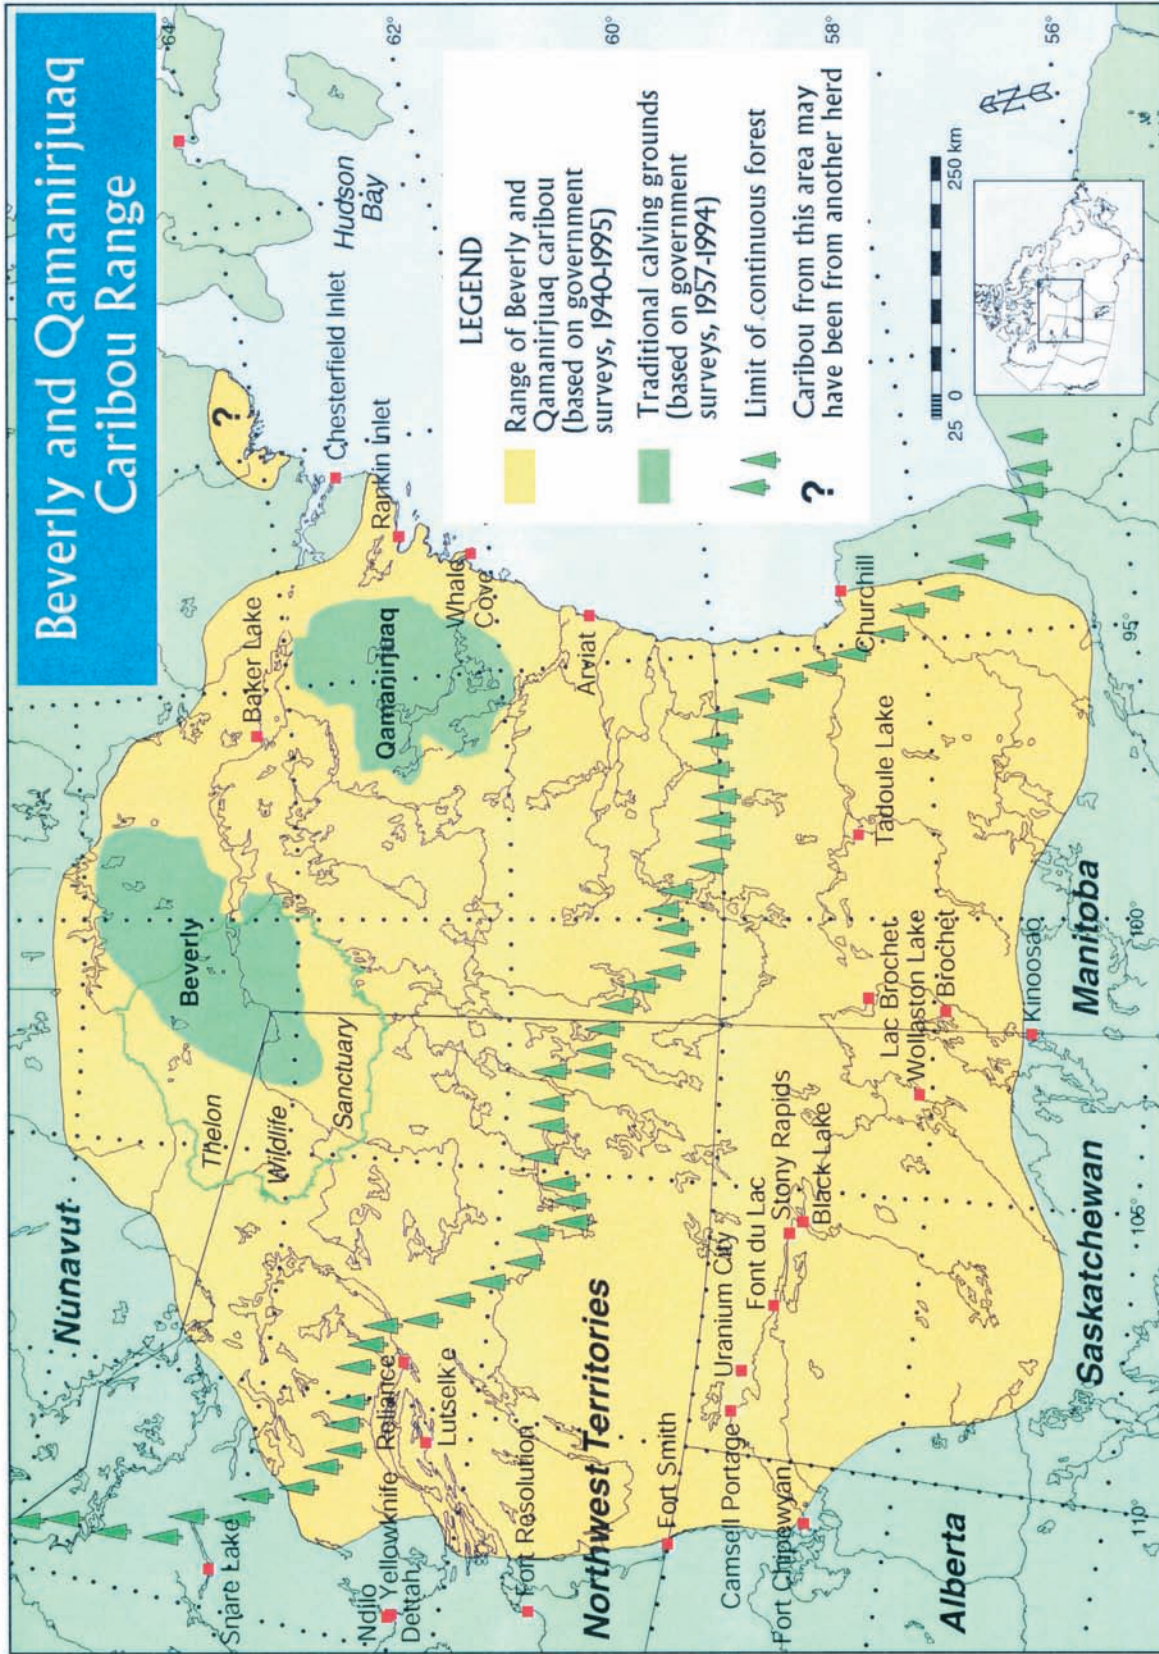 Beverly and Qamanirjuaq
Caribou Range
64°
62°
60°
58°
56°
Hudson
Bay
Chesterfield Inlet
Rankin Inlet
Whale
Cove
Arviat
Baker Lake
Qamanirjuaq
Beverly
Thelon
Wildlife
Sanctuary
Nunavut
?
LEGEND
Range of Beverly and
Qamanirjuaq caribou
(based on government
surveys, 1940-1995)
Traditional calving grounds
(based on government
surveys, 1957-1994)
Limit of continuous forest
?
Caribou from this area may
have been from another herd
25 0 250 km
N
Churchill
Tadoule Lake
Lac Brochet
Wollaston Lake
Brochet
Kinoosao
Stony Rapids
Black Lake
Font du Lac
Uranium City
Camsell Portage
Fort Chipewyan
Fort Smith
Fort Resolution
Lutselk'e
Reliance
Yellowknife
Ndilo
Dettah
Snare Lake
Northwest Territories
Alberta
Saskatchewan
Manitoba
110°
105°
100°
95°